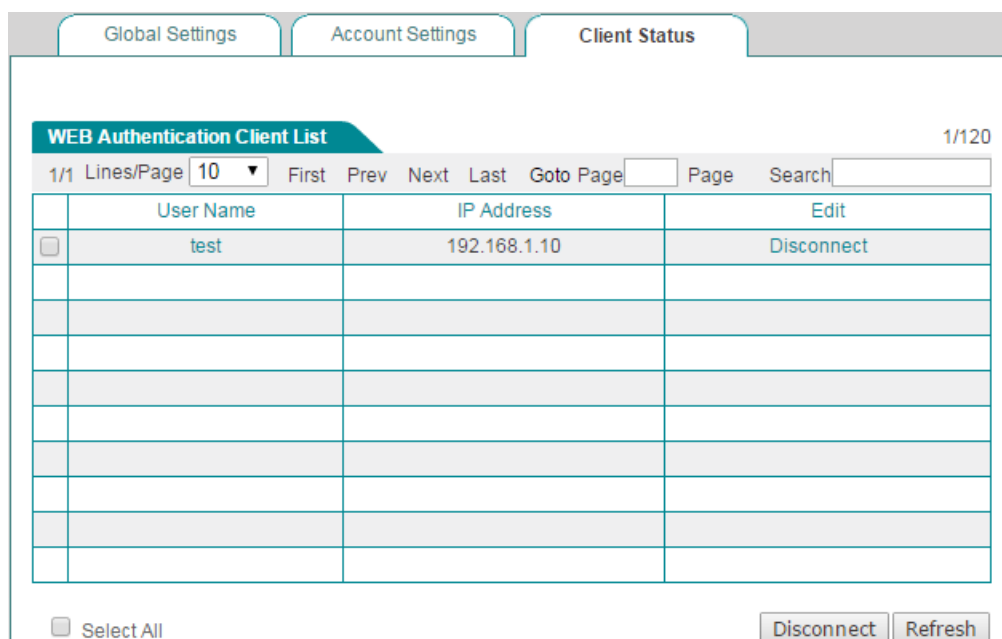 Global Settings Account Settings Client Status
WEB Authentication Client List 1/120
1/1 Lines/Page 10 First Prev Next Last Goto Page Page Search
User Name IP Address Edit
test 192.168.1.10 Disconnect
Select All Disconnect Refresh